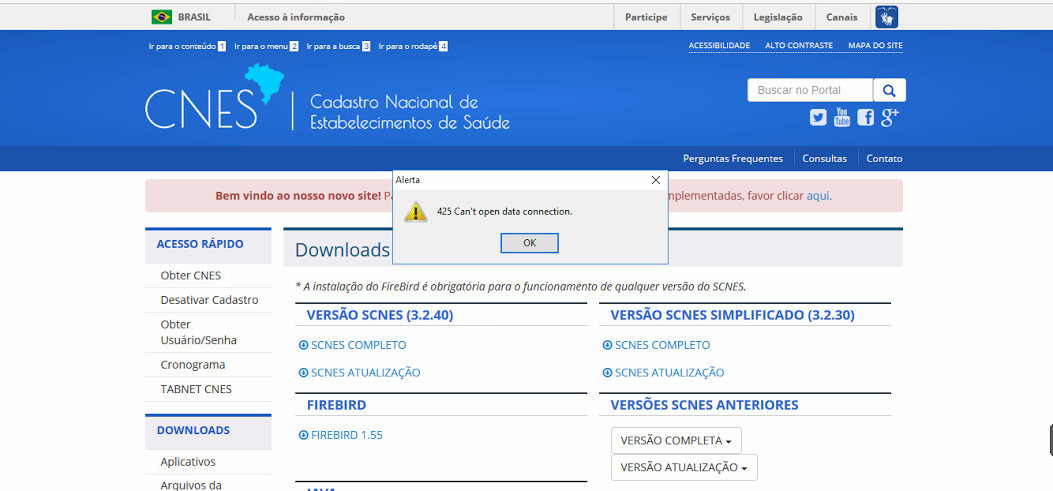 BRASIL
Acesso à informação
Participe
Serviços
Legislação
Canais
Ir para o conteúdo 1
Ir para o menu 2
Ir para a busca 3
Ir para o rodapé 4
ACESSIBILIDADE
ALTO CONTRASTE
MAPA DO SITE
CNES
Cadastro Nacional de
Estabelecimentos de Saúde
Buscar no Portal
You
Tube
g+
Perguntas Frequentes
Consultas
Contato
Bem vindo ao nosso novo site!
favor clicar aqui.
Alerta
425 Can't open data connection.
OK
ACESSO RÁPIDO
Obter CNES
Desativar Cadastro
Obter
Usuário/Senha
Cronograma
TABNET CNES
DOWNLOADS
Aplicativos
Arquivos da
Downloads
* A instalação do FireBird é obrigatória para o funcionamento de qualquer versão do SCNES.
VERSÃO SCNES (3.2.40)
SCNES COMPLETO
SCNES ATUALIZAÇÃO
VERSÃO SCNES SIMPLIFICADO (3.2.30)
SCNES COMPLETO
SCNES ATUALIZAÇÃO
FIREBIRD
FIREBIRD 1.55
VERSÕES SCNES ANTERIORES
VERSÃO COMPLETA
VERSÃO ATUALIZAÇÃO